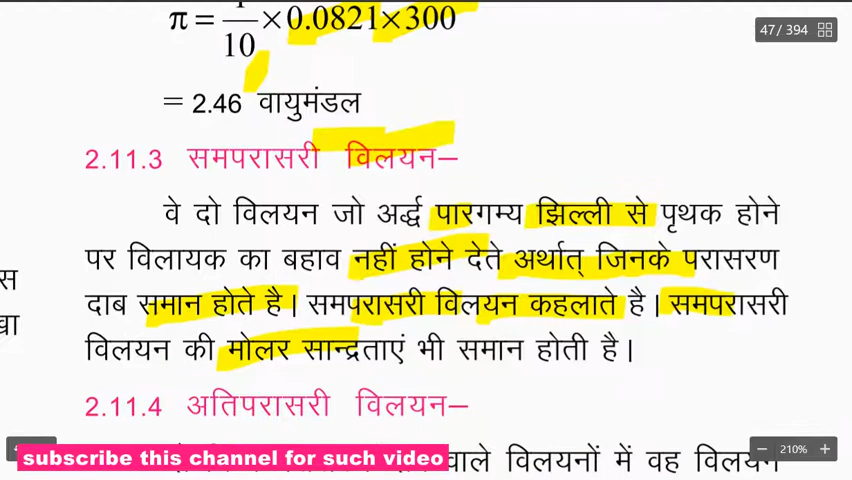 π = 1/10 × 0.0821 × 300
47 / 394
= 2.46 वायुमंडल
2.11.3 समपरासरी विलयन–
वे दो विलयन जो अर्द्ध पारगम्य झिल्ली से पृथक होने
पर विलायक का बहाव नहीं होने देते अर्थात् जिनके परासरण
दाब समान होते है। समपरासरी विलयन कहलाते है। समपरासरी
विलयन की मोलर सान्द्रताएं भी समान होती है।
2.11.4 अतिपरासरी विलयन–
वाले विलयनों में वह विलयन
subscribe this channel for such video
210%